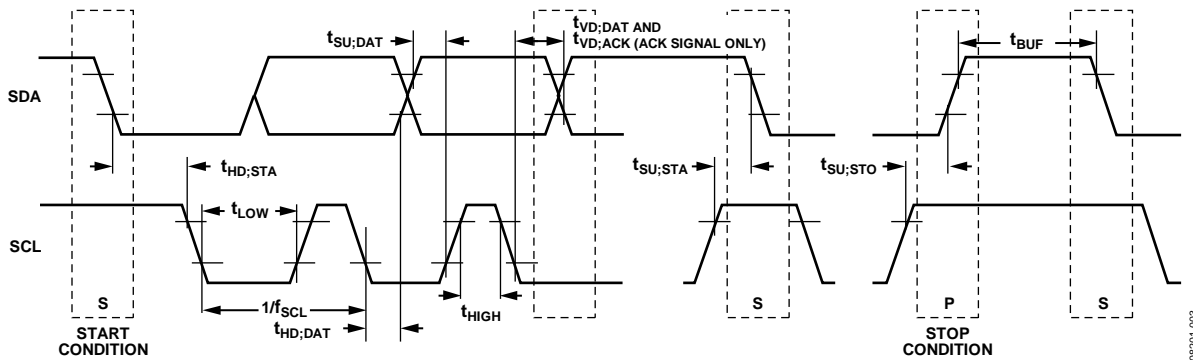 tSU;DAT
tVD;DAT AND
tVD;ACK (ACK SIGNAL ONLY)
tBUF
SDA
tHD;STA
tSU;STA
tSU;STO
tLOW
SCL
1/fSCL
tHIGH
tHD;DAT
S
S
P
S
START
CONDITION
STOP
CONDITION